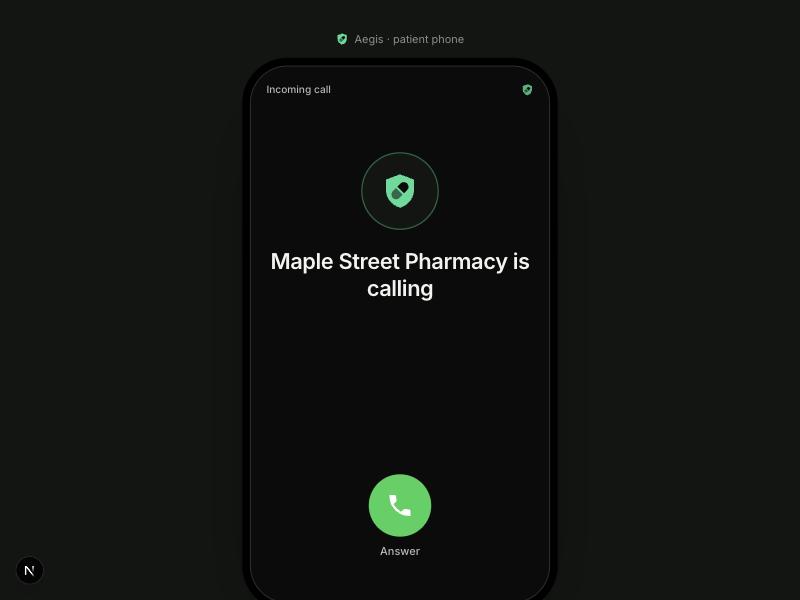 Aegis · patient phone
Incoming call
Maple Street Pharmacy is
calling
Answer
N